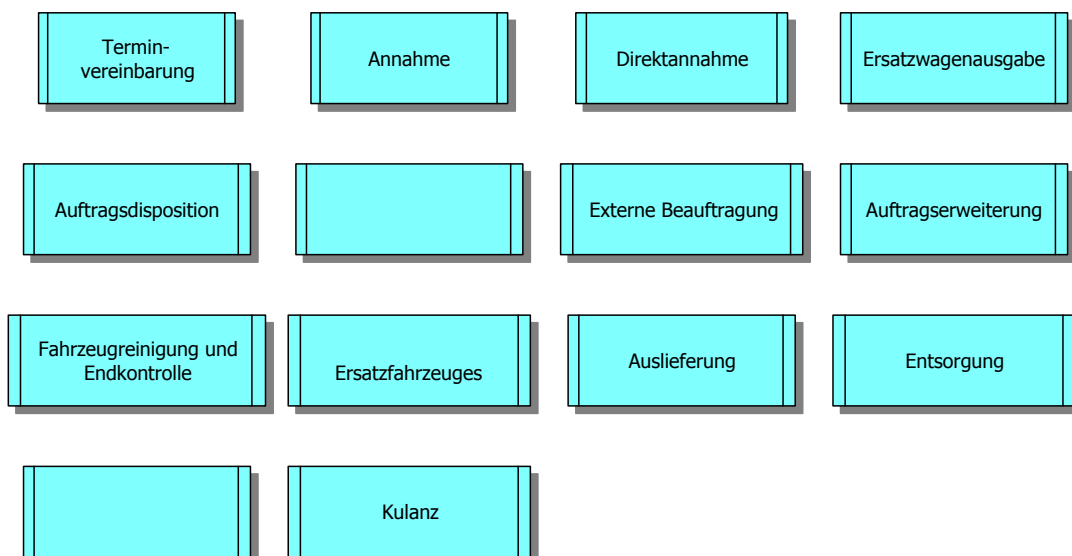 Termin-
vereinbarung
Annahme
Direktannahme
Ersatzwagenausgabe
Auftragsdisposition
Externe Beauftragung
Auftragserweiterung
Fahrzeugreinigung und
Endkontrolle
Ersatzfahrzeuges
Auslieferung
Entsorgung
Kulanz